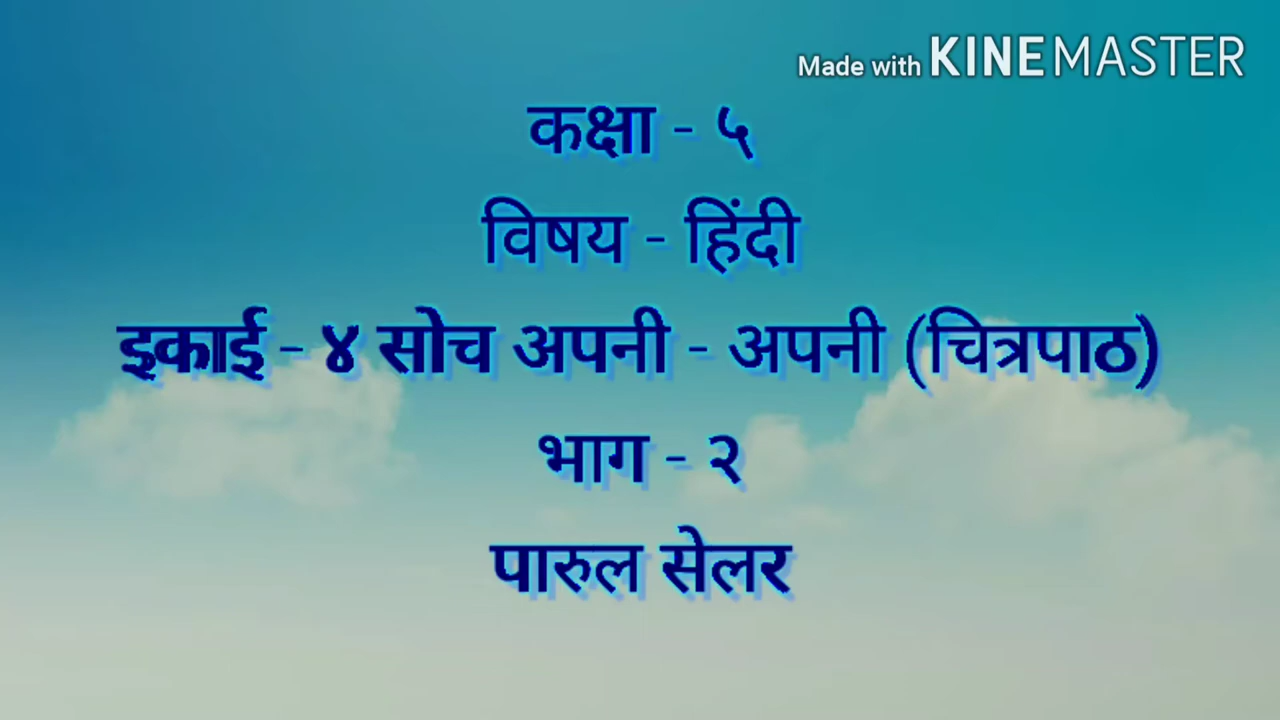 Made with KINEMASTER
कक्षा - ५
विषय - हिंदी
इकाई - ४ सोच अपनी - अपनी (चित्रपाठ)
भाग - २
पारुल सेलर